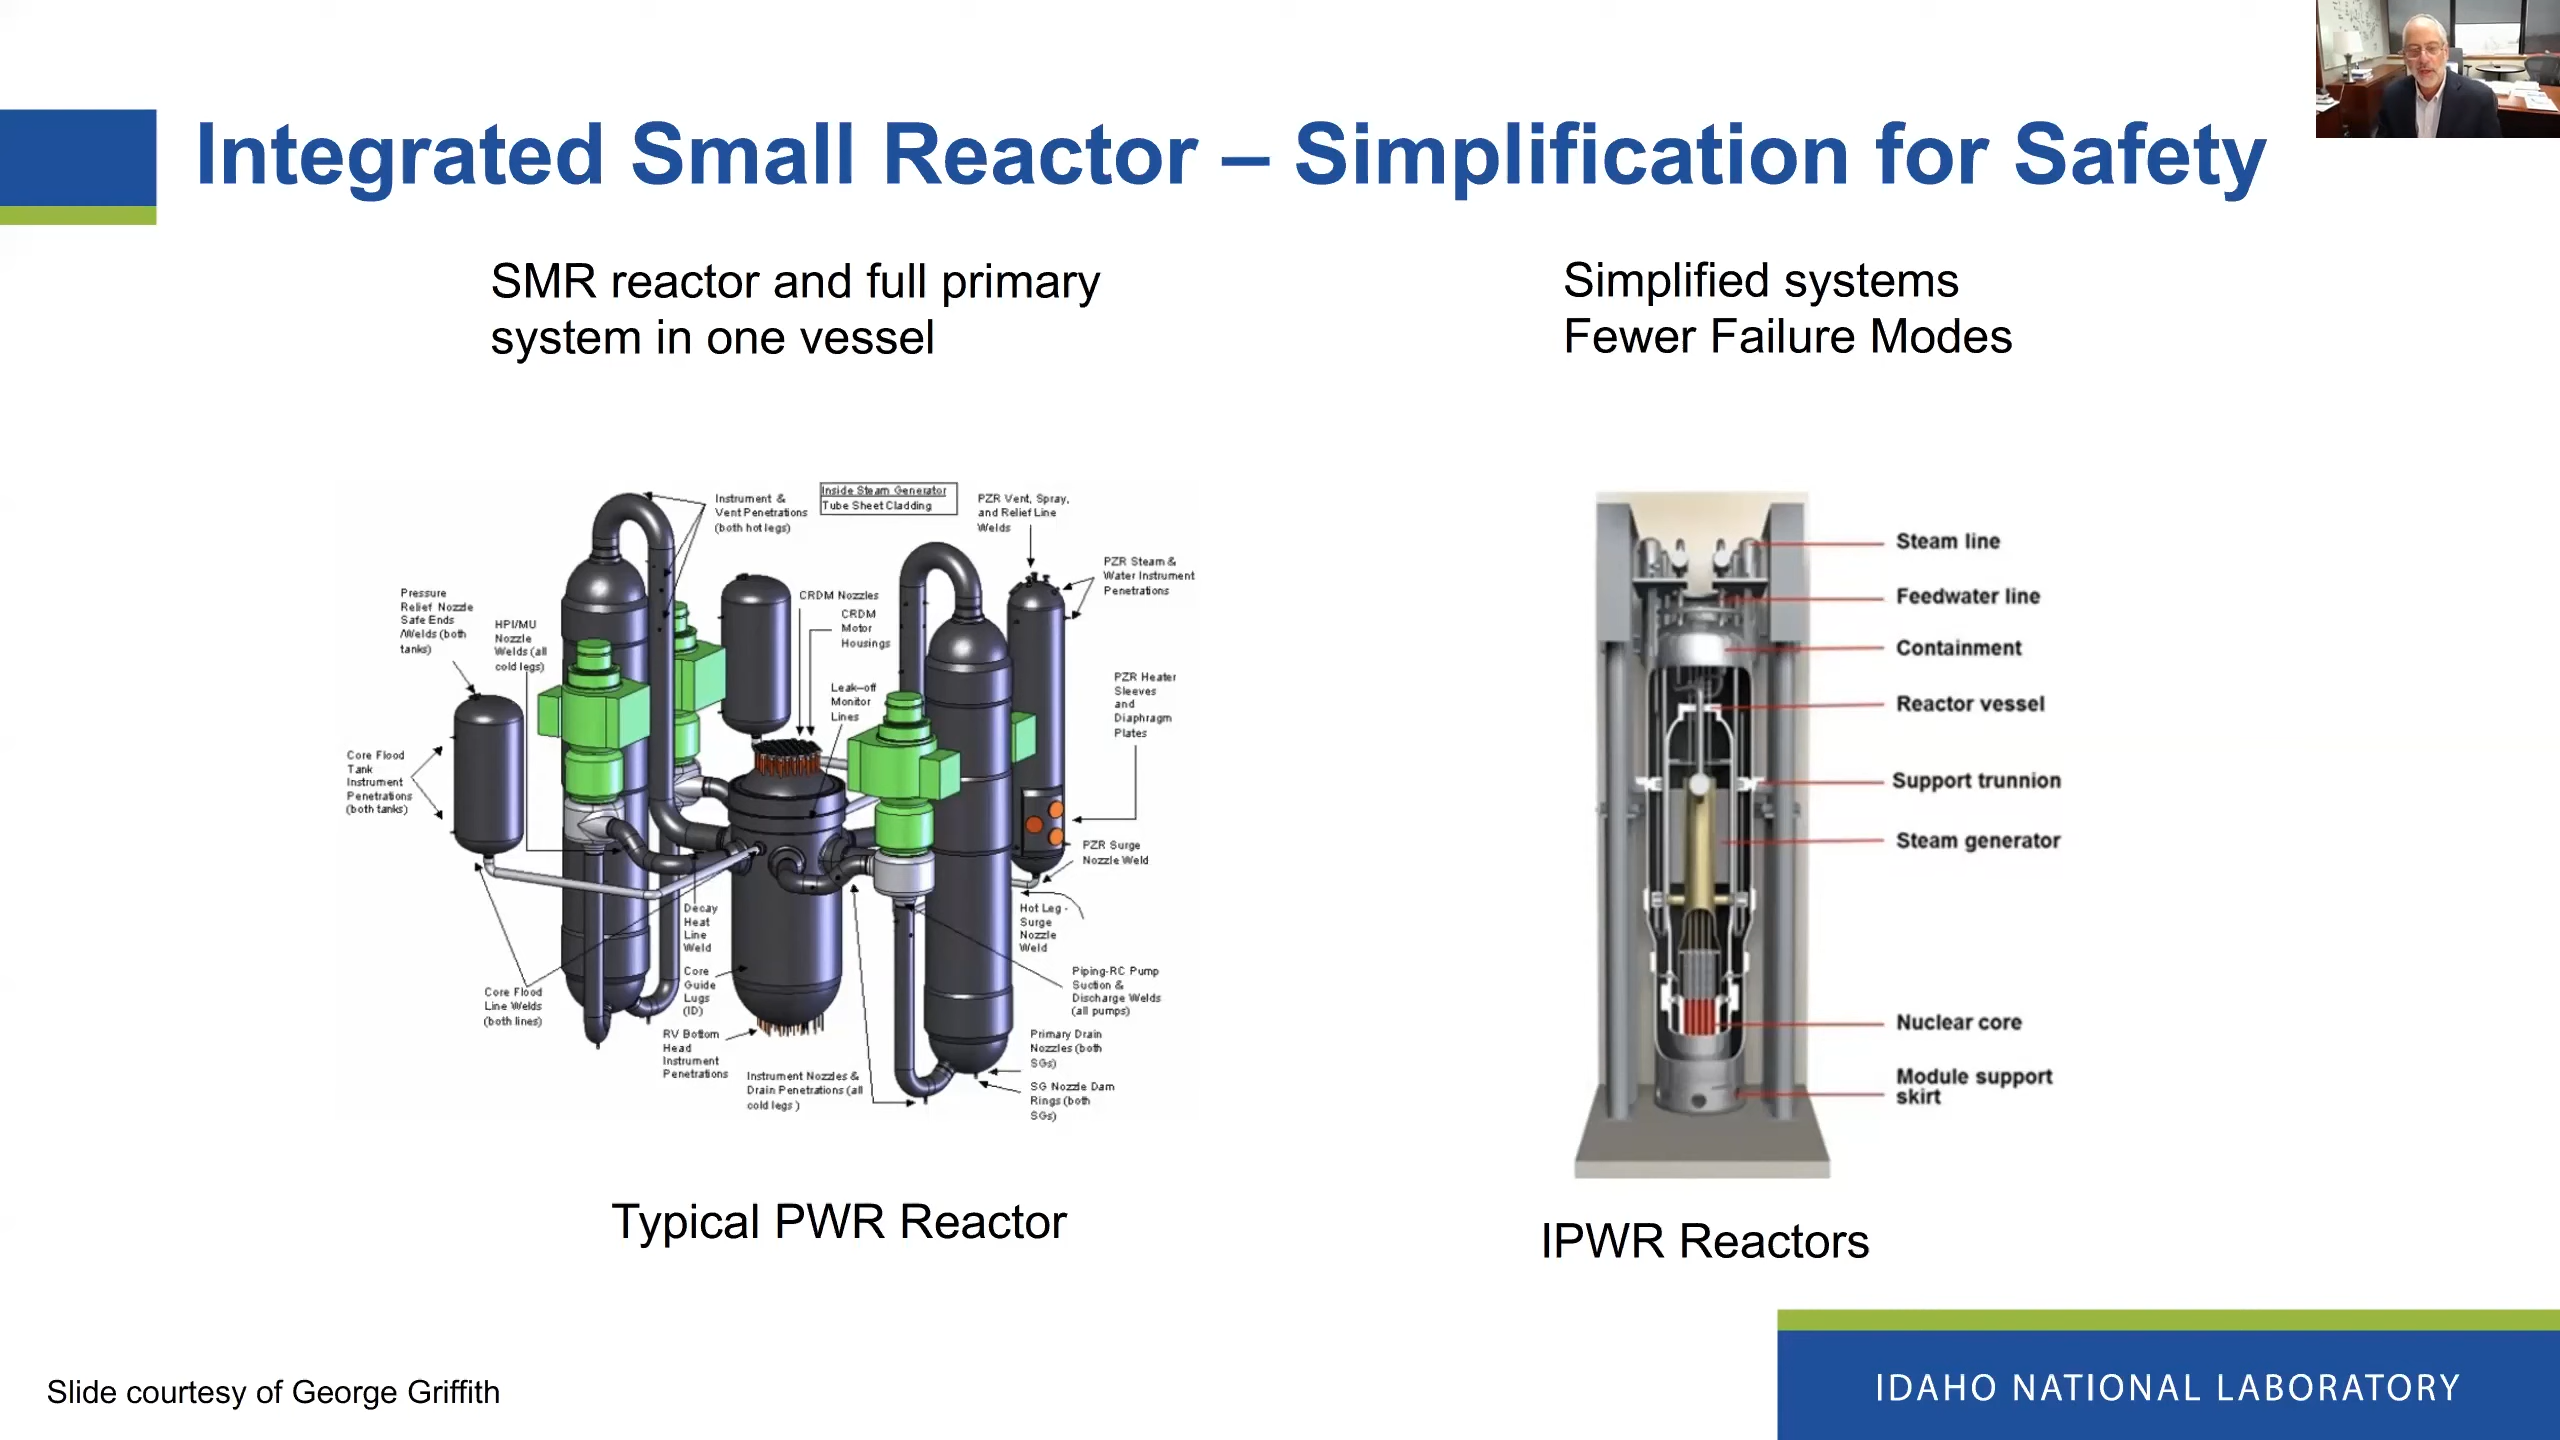 Integrated Small Reactor – Simplification for Safety
SMR reactor and full primary
system in one vessel
Simplified systems
Fewer Failure Modes
Instrument &
Vent Penetrations
(both hot legs)
Inside Steam Generator
Tube Sheet Cladding
PZR Vent, Spray,
and Relief Line
Welds
PZR Steam &
Water Instrument
Penetrations
Pressure
Relief Nozzle
Safe Ends
/Welds (both
tanks)
HPI/MU
Nozzle
Welds (all
cold legs)
CRDM Nozzles
CRDM
Motor
Housings
Leak-off
Monitor
Lines
PZR Heater
Sleeves
and
Diaphragm
Plates
Core Flood
Tank
Instrument
Penetrations
(both tanks)
PZR Surge
Nozzle Weld
Decay
Heat
Line
Weld
Hot Leg -
Surge
Nozzle
Weld
Core
Guide
Lugs
(ID)
Piping-RC Pump
Suction &
Discharge Welds
(all pumps)
Core Flood
Line Welds
(both lines)
RV Bottom
Head
Instrument
Penetrations
Instrument Nozzles &
Drain Penetrations (all
cold legs )
Primary Drain
Nozzles (both
SGs)
SG Nozzle Dam
Rings (both
SGs)
Typical PWR Reactor
Steam line
Feedwater line
Containment
Reactor vessel
Support trunnion
Steam generator
Nuclear core
Module support
skirt
IPWR Reactors
Slide courtesy of George Griffith
IDAHO NATIONAL LABORATORY